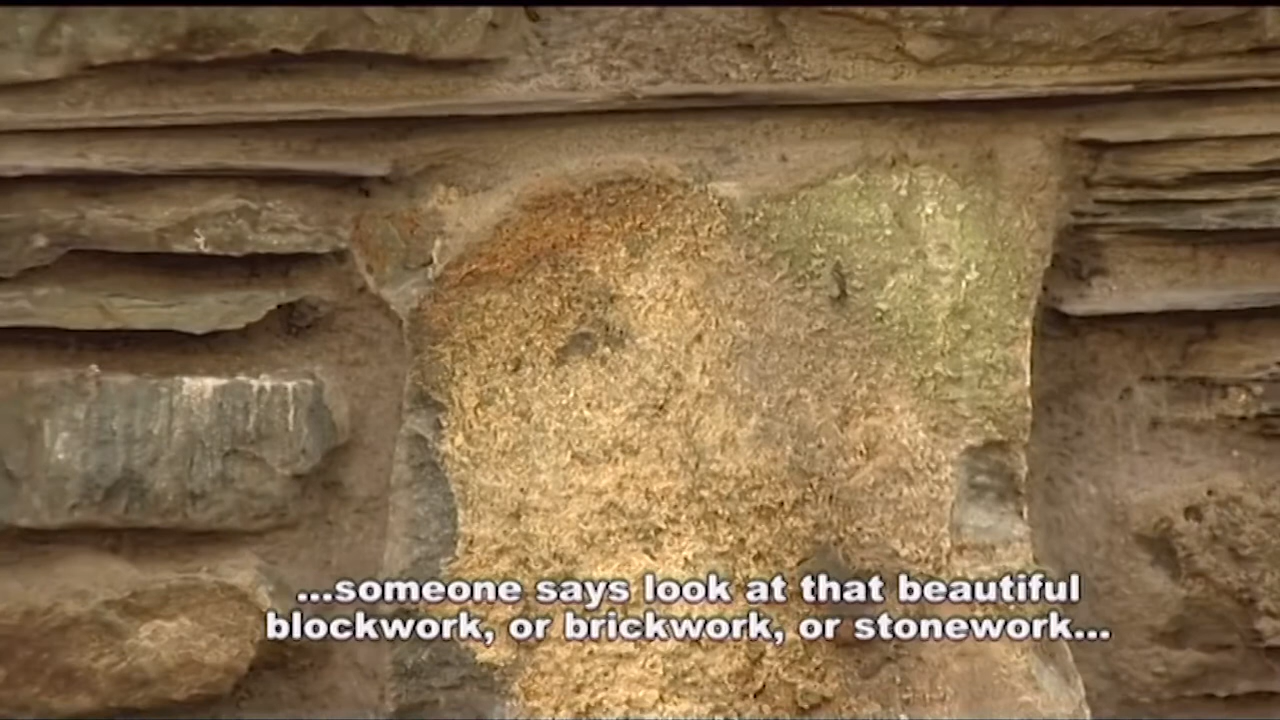 ...someone says look at that beautiful
blockwork, or brickwork, or stonework...